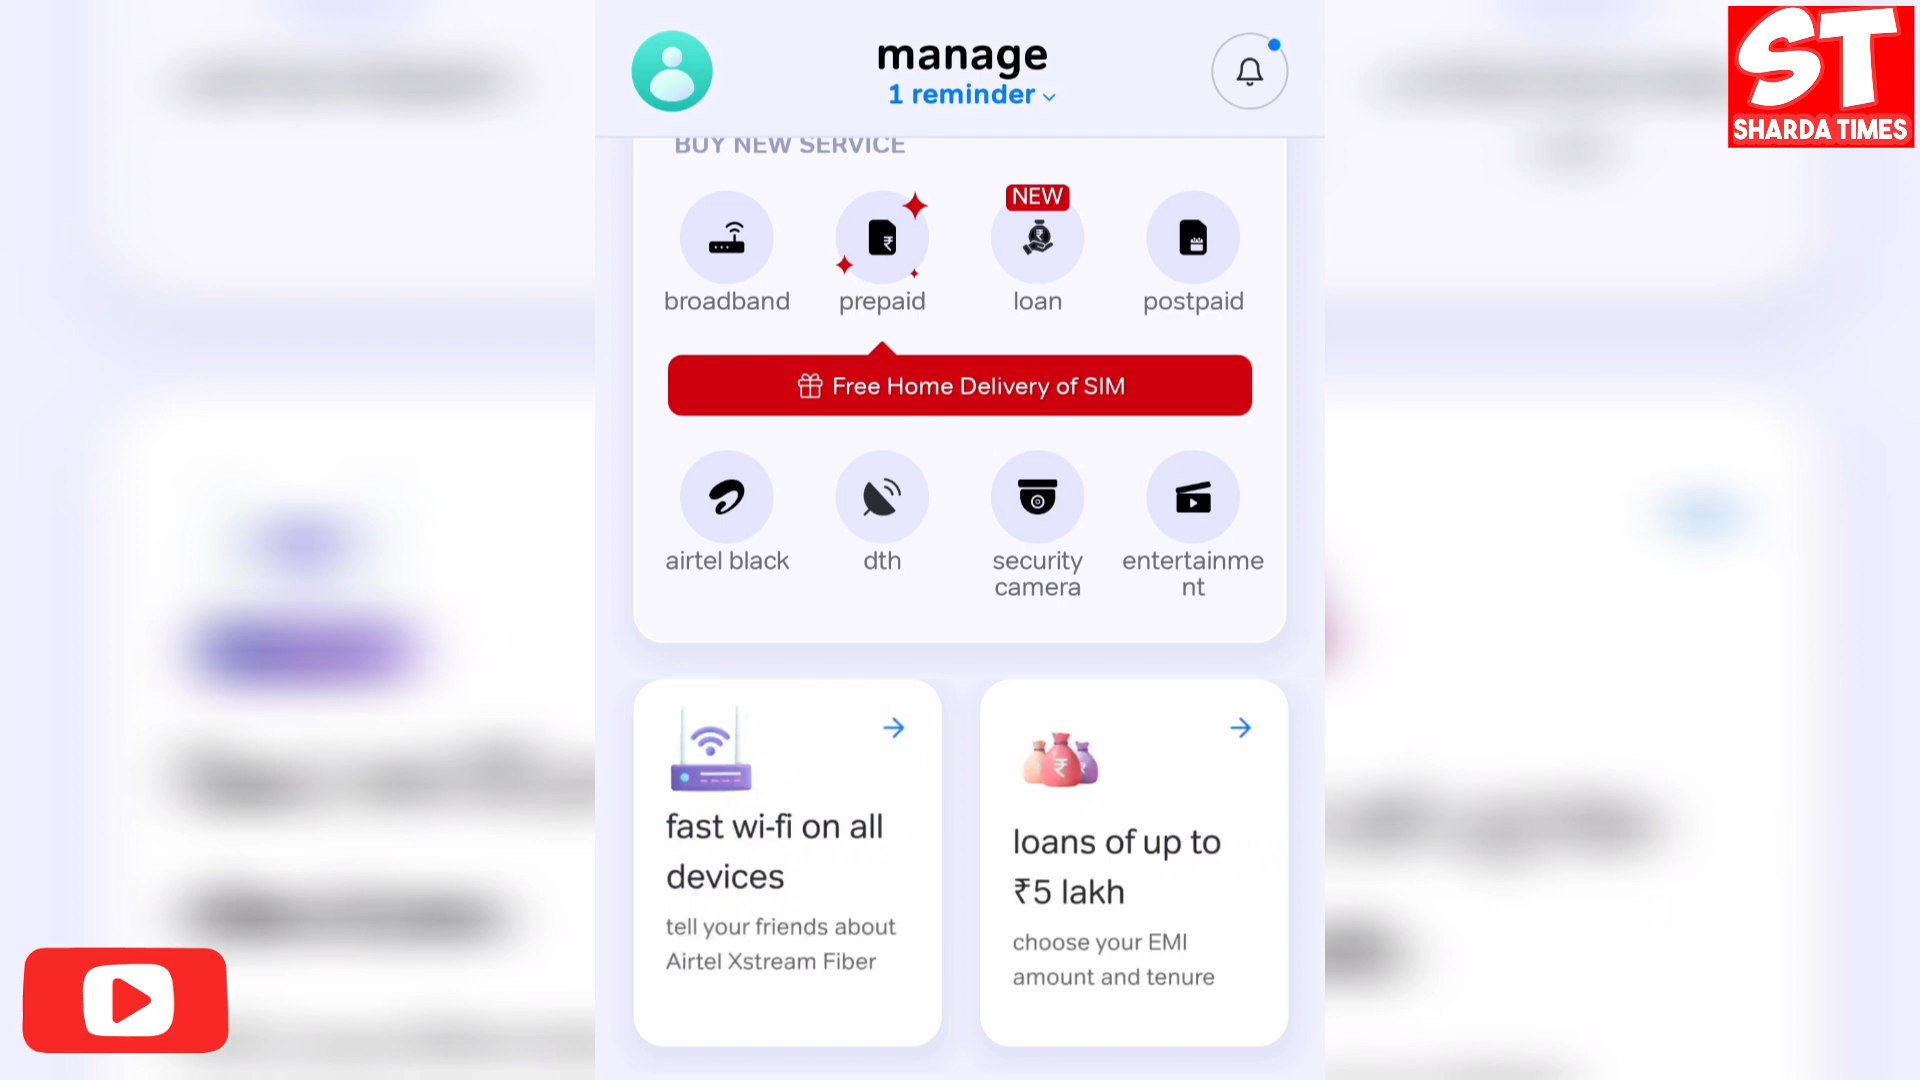 manage
1 reminder
BUY NEW SERVICE
NEW
broadband
prepaid
loan
postpaid
Free Home Delivery of SIM
airtel black
dth
security
camera
entertainme
nt
fast wi-fi on all
devices
tell your friends about
Airtel Xstream Fiber
loans of up to
₹5 lakh
choose your EMI
amount and tenure
ST
SHARDA TIMES